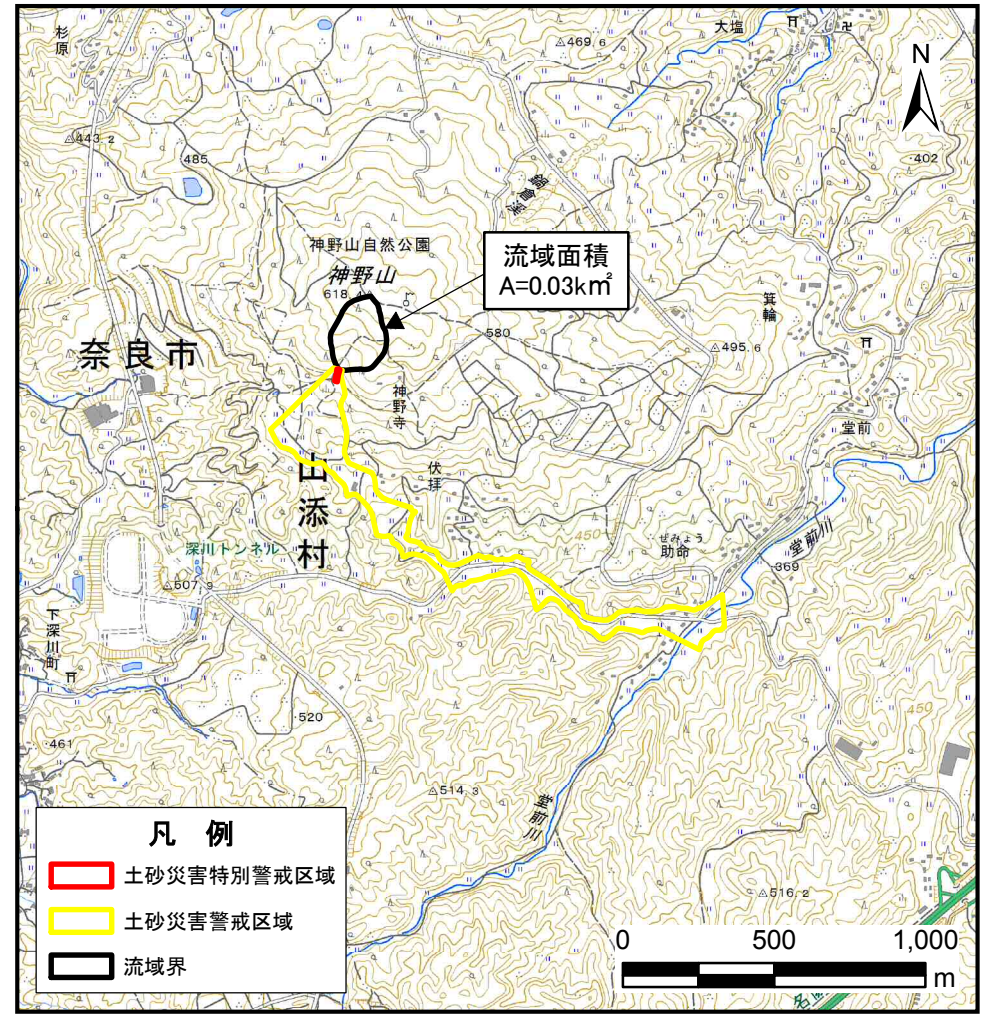 杉原
大塩
△469.6
N
△443.2
485
·402
鍋倉渓
神野山自然公園
神野山
618.4
流域面積
A=0.03km²
箕輪
580
△495.6
奈良市
神野寺
堂前
伏拝
山添村
450
ぜみょう
助命
堂前川
·369
深川トンネル
△507.9
下深川町
·520
450
·461
△514.3
堂前川
△516.2
凡 例
土砂災害特別警戒区域
土砂災害警戒区域
流域界
0 500 1,000
m